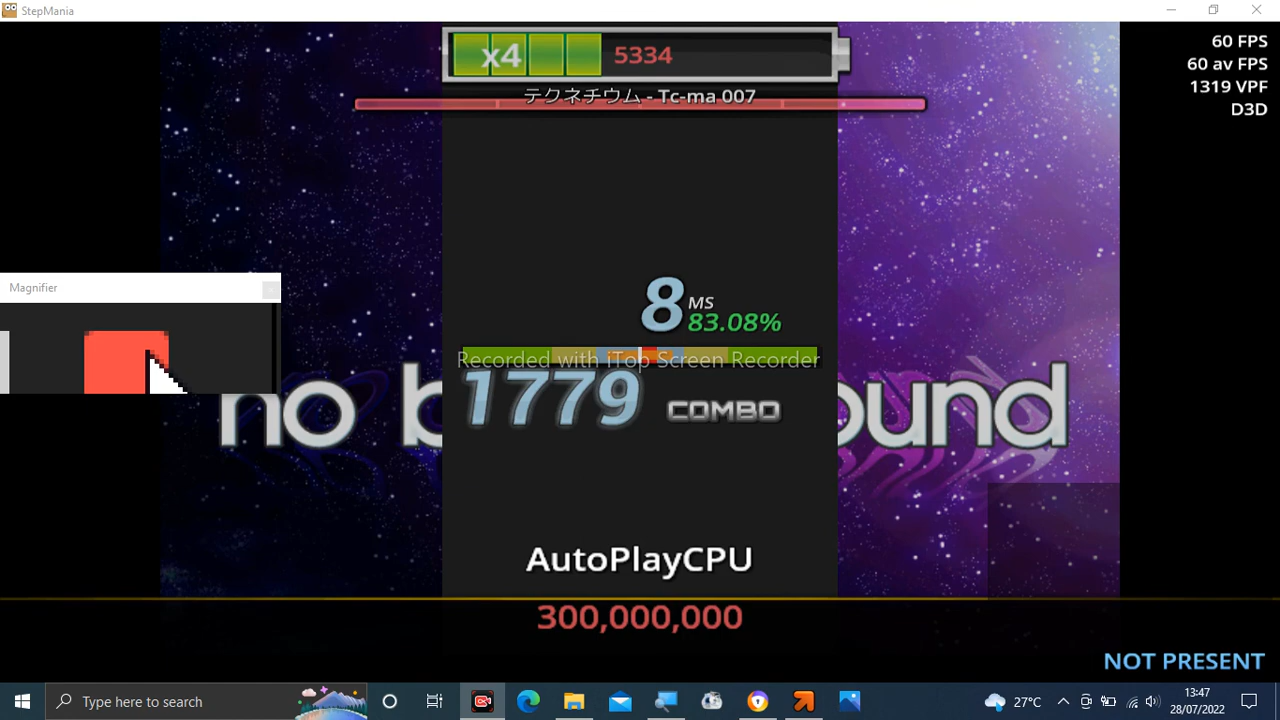 StepMania
60 FPS
60 av FPS
1319 VPF
D3D
x4
5334
テクネチウム - Tc-ma 007
Magnifier
8 MS
83.08%
Recorded with iTop Screen Recorder
1779 COMBO
no b
ound
AutoPlayCPU
300,000,000
NOT PRESENT
Type here to search
27°C
13:47
28/07/2022